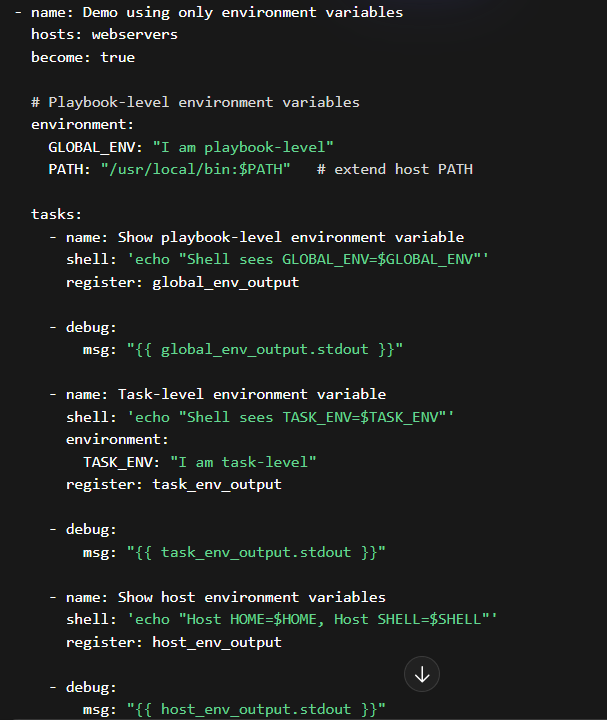 - name: Demo using only environment variables
  hosts: webservers
  become: true

  # Playbook-level environment variables
  environment:
    GLOBAL_ENV: "I am playbook-level"
    PATH: "/usr/local/bin:$PATH"   # extend host PATH

  tasks:
    - name: Show playbook-level environment variable
      shell: 'echo "Shell sees GLOBAL_ENV=$GLOBAL_ENV"'
      register: global_env_output

    - debug:
        msg: "{{ global_env_output.stdout }}"

    - name: Task-level environment variable
      shell: 'echo "Shell sees TASK_ENV=$TASK_ENV"'
      environment:
        TASK_ENV: "I am task-level"
      register: task_env_output

    - debug:
        msg: "{{ task_env_output.stdout }}"

    - name: Show host environment variables
      shell: 'echo "Host HOME=$HOME, Host SHELL=$SHELL"'
      register: host_env_output

    - debug:
        msg: "{{ host_env_output.stdout }}"